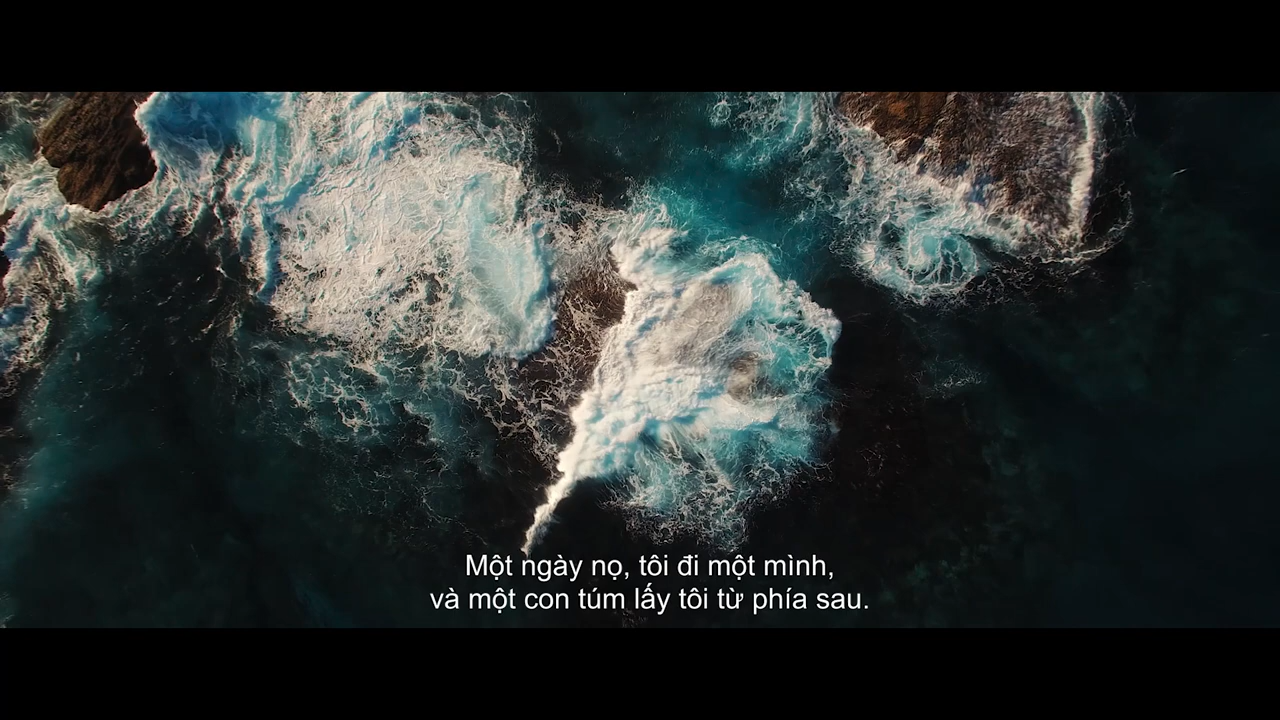 Một ngày nọ, tôi đi một mình,
và một con túm lấy tôi từ phía sau.